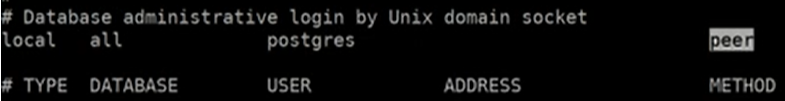 # Database administrative login by Unix domain socket
local all postgres peer
# TYPE DATABASE USER ADDRESS METHOD